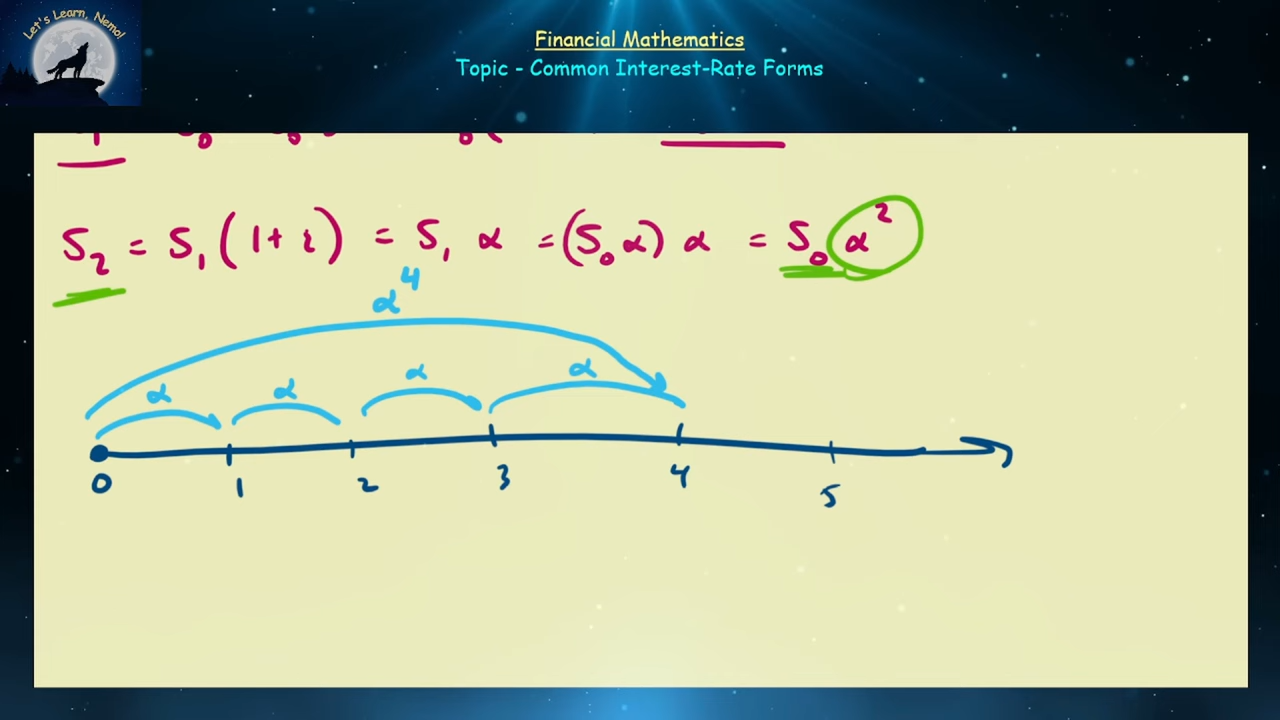 Let's Learn, Nemo!
Financial Mathematics
Topic - Common Interest-Rate Forms
S₂ = S₁(1+i) = S₁ α = (S₀α) α = S₀ α²
α⁴
α α α α
0 1 2 3 4 5